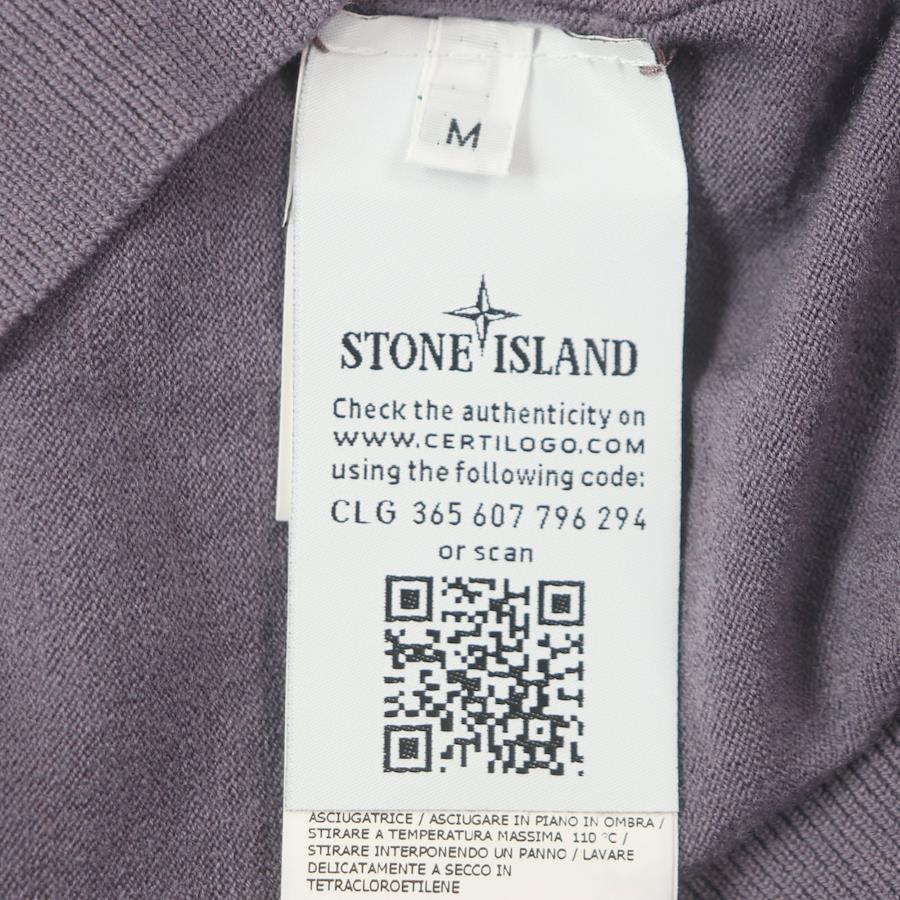 M
STONE ISLAND
Check the authenticity on
WWW.CERTILOGO.COM
using the following code:
CLG 365 607 796 294
or scan
ASCIUGATRICE / ASCIUGARE IN PIANO IN OMBRA /
STIRARE A TEMPERATURA MASSIMA 110 °C /
STIRARE INTERPONENDO UN PANNO / LAVARE
DELICATAMENTE A SECCO IN
TETRACLOROETILENE